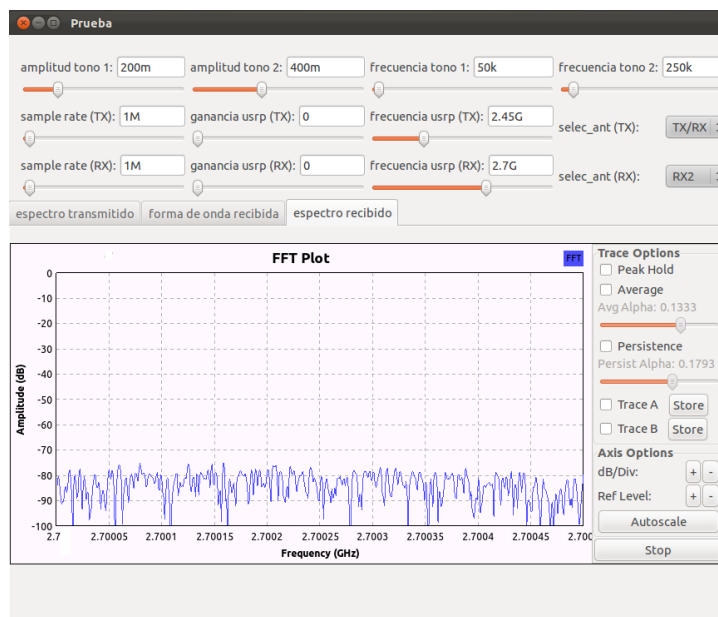 Prueba
amplitud tono 1: 200m amplitud tono 2: 400m frecuencia tono 1: 50k frecuencia tono 2: 250k
sample rate (TX): 1M ganancia usrp (TX): 0 frecuencia usrp (TX): 2.45G selec_ant (TX): TX/RX
sample rate (RX): 1M ganancia usrp (RX): 0 frecuencia usrp (RX): 2.7G selec_ant (RX): RX2
espectro transmitido forma de onda recibida espectro recibido
FFT Plot
FFT
0
-10
-20
-30
-40
-50
-60
-70
-80
-90
-100
Amplitude (dB)
2.7 2.70005 2.7001 2.70015 2.7002 2.70025 2.7003 2.70035 2.7004 2.70045 2.700
Frequency (GHz)
Trace Options
Peak Hold
Average
Avg Alpha: 0.1333
Persistence
Persist Alpha: 0.1793
Trace A Store
Trace B Store
Axis Options
dB/Div: + -
Ref Level: + -
Autoscale
Stop